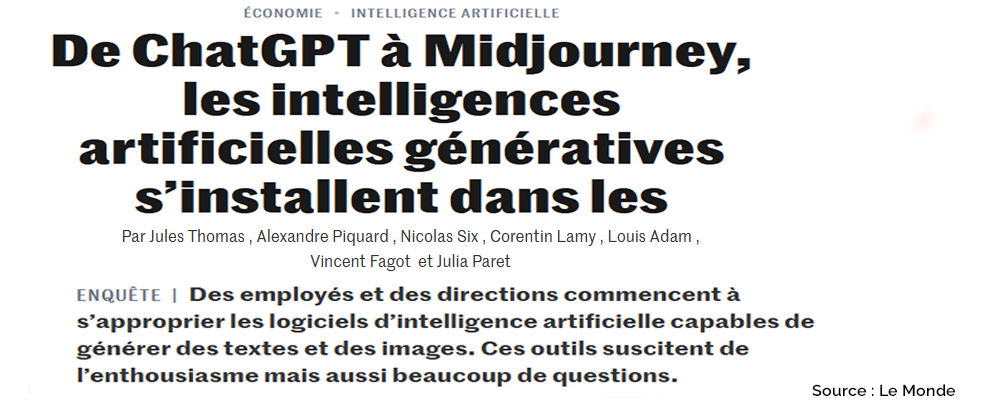 ÉCONOMIE • INTELLIGENCE ARTIFICIELLE
De ChatGPT à Midjourney,
les intelligences
artificielles génératives
s’installent dans les
Par Jules Thomas , Alexandre Piquard , Nicolas Six , Corentin Lamy , Louis Adam ,
Vincent Fagot et Julia Paret
ENQUÊTE | Des employés et des directions commencent à
s’approprier les logiciels d’intelligence artificielle capables de
générer des textes et des images. Ces outils suscitent de
l’enthousiasme mais aussi beaucoup de questions.
Source : Le Monde